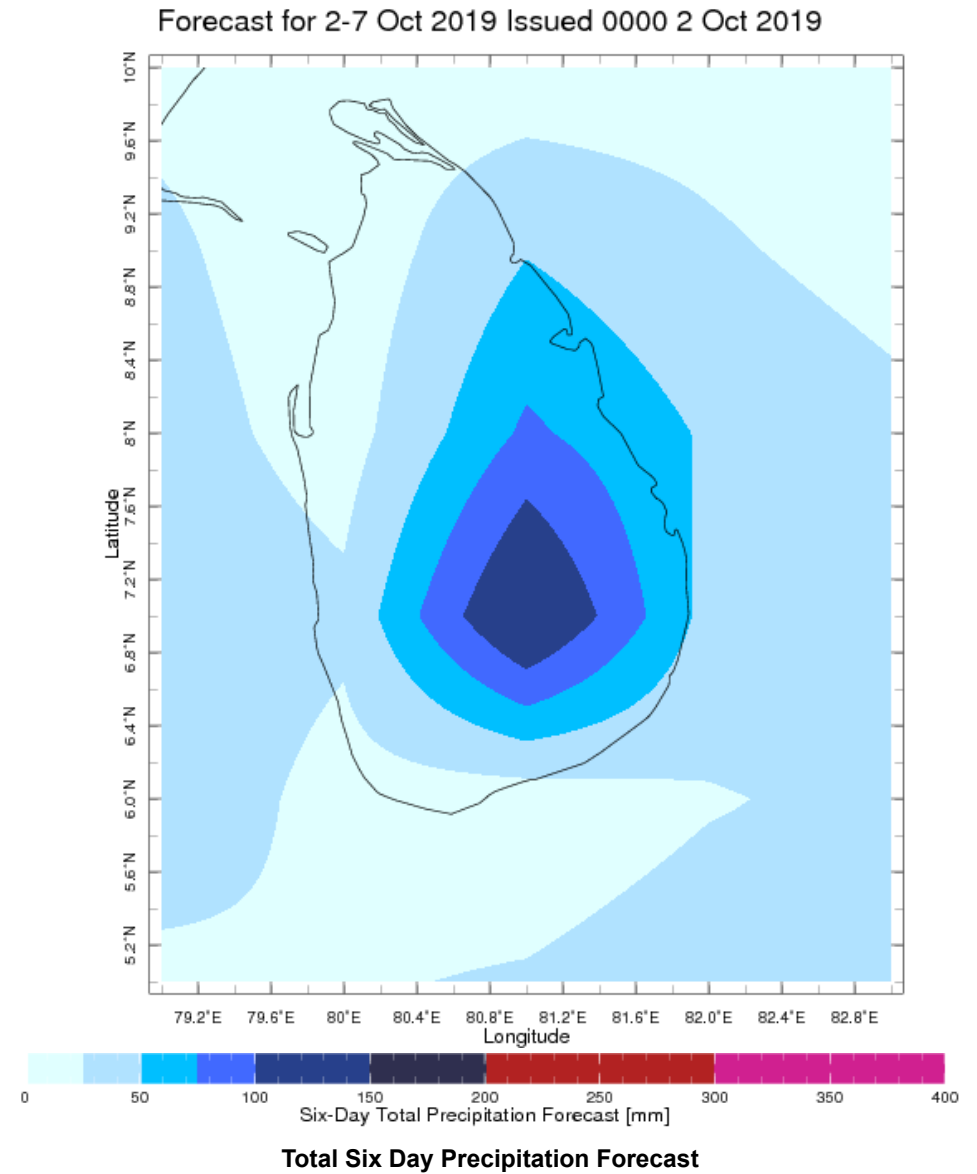 Forecast for 2-7 Oct 2019 Issued 0000 2 Oct 2019
10°N
9.6°N
9.2°N
8.8°N
8.4°N
8°N
7.6°N
7.2°N
6.8°N
6.4°N
6.0°N
5.6°N
5.2°N
Latitude
79.2°E 79.6°E 80°E 80.4°E 80.8°E 81.2°E 81.6°E 82.0°E 82.4°E 82.8°E
Longitude
0 50 100 150 200 250 300 350 400
Six-Day Total Precipitation Forecast [mm]
Total Six Day Precipitation Forecast